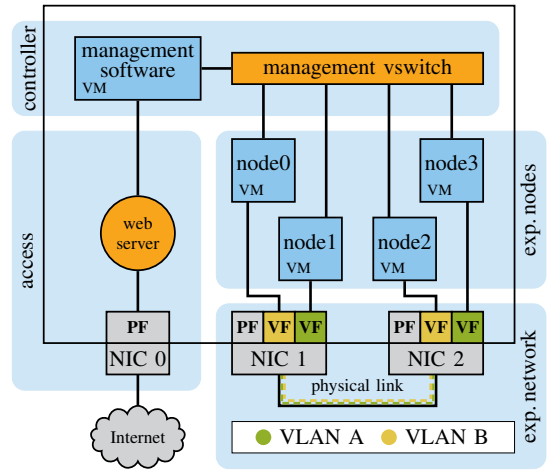 controller
management
software
VM
management vswitch
access
web
server
node0
VM
node3
VM
node1
VM
node2
VM
exp. nodes
PF
NIC 0
PF VF VF
NIC 1
PF VF VF
NIC 2
physical link
exp. network
Internet
VLAN A VLAN B